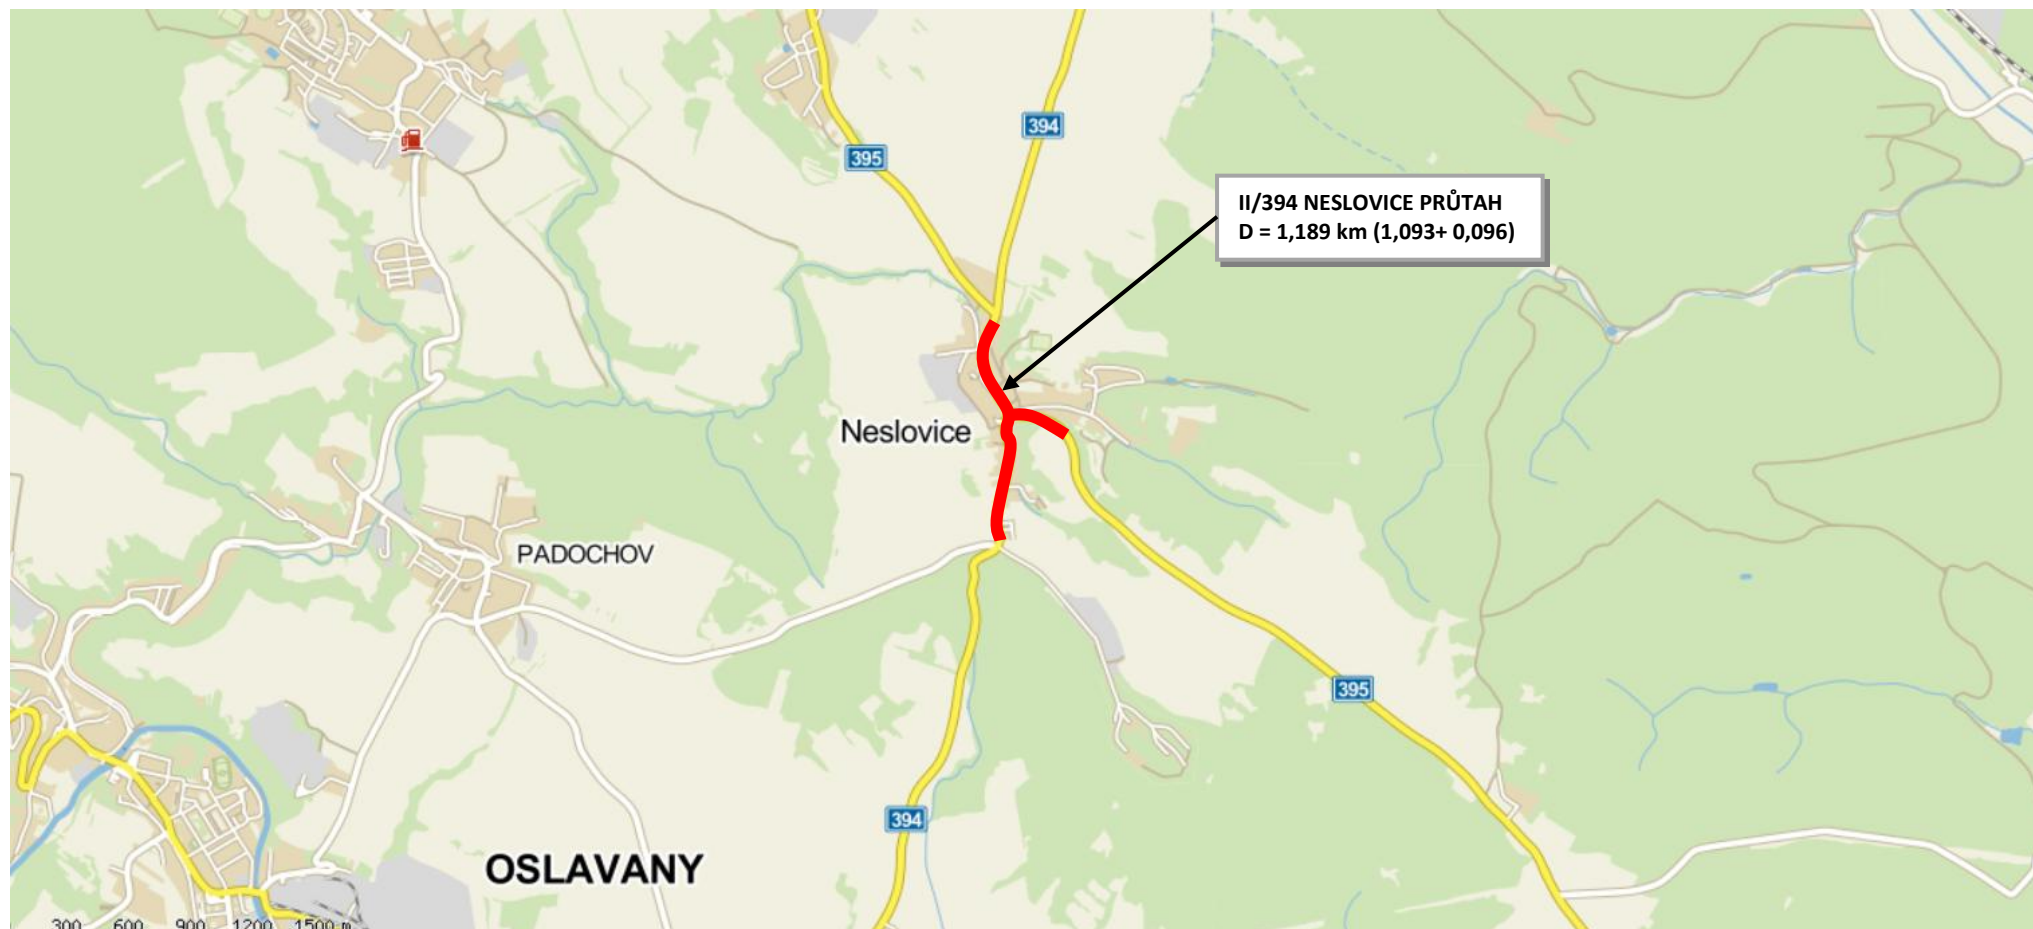 394
395
II/394 NESLOVICE PRŮTAH
D = 1,189 km (1,093+ 0,096)
Neslovice
PADOCHOV
395
394
OSLAVANY
300 600 900 1200 1500 m